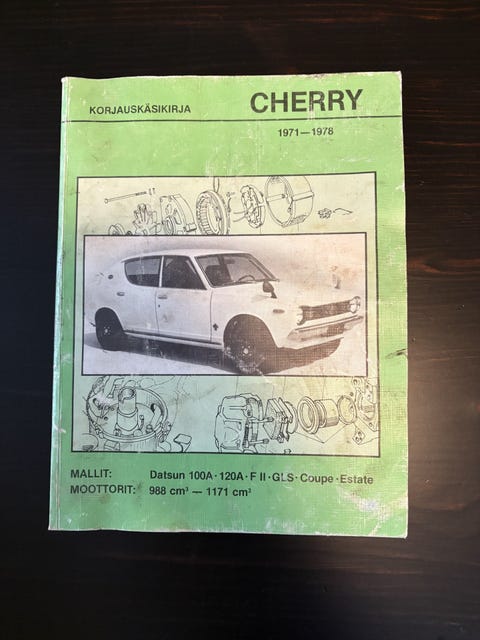 KORJAUSKÄSIKIRJA
CHERRY
1971—1978
MALLIT: Datsun 100A · 120A · F II · GLS · Coupe · Estate
MOOTTORIT: 988 cm³ — 1171 cm³